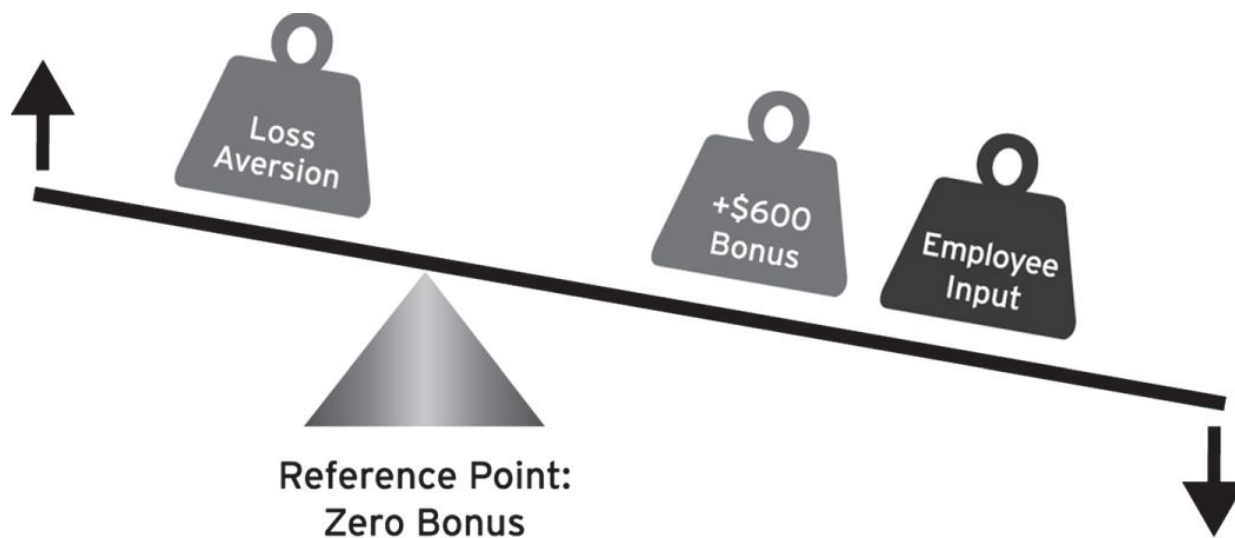 Loss
Aversion
+$600
Bonus
Employee
Input
Reference Point:
Zero Bonus